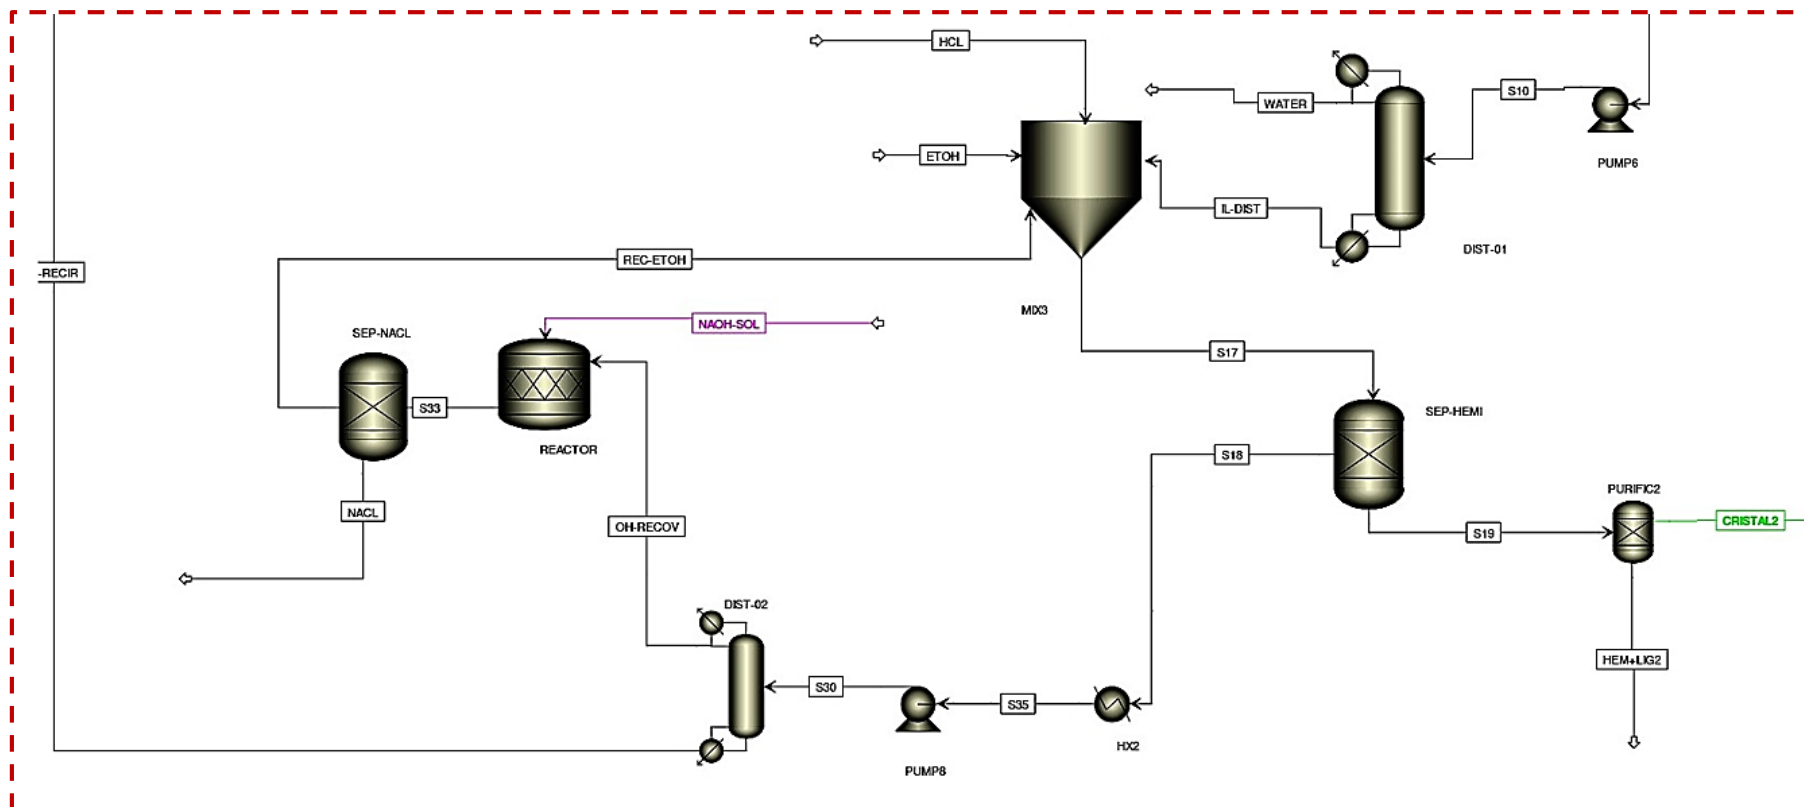 HCL
WATER
S10
ETOH
PUMP6
IL-DIST
DIST-01
REC-ETOH
-RECIR
MIX3
NAOH-SOL
SEP-NACL
S17
S33
SEP-HEMI
REACTOR
S18
PURIFIC2
NACL
CRISTAL2
OH-RECOV
S19
DIST-02
HEM+LIG2
S30
S35
HX2
PUMP8